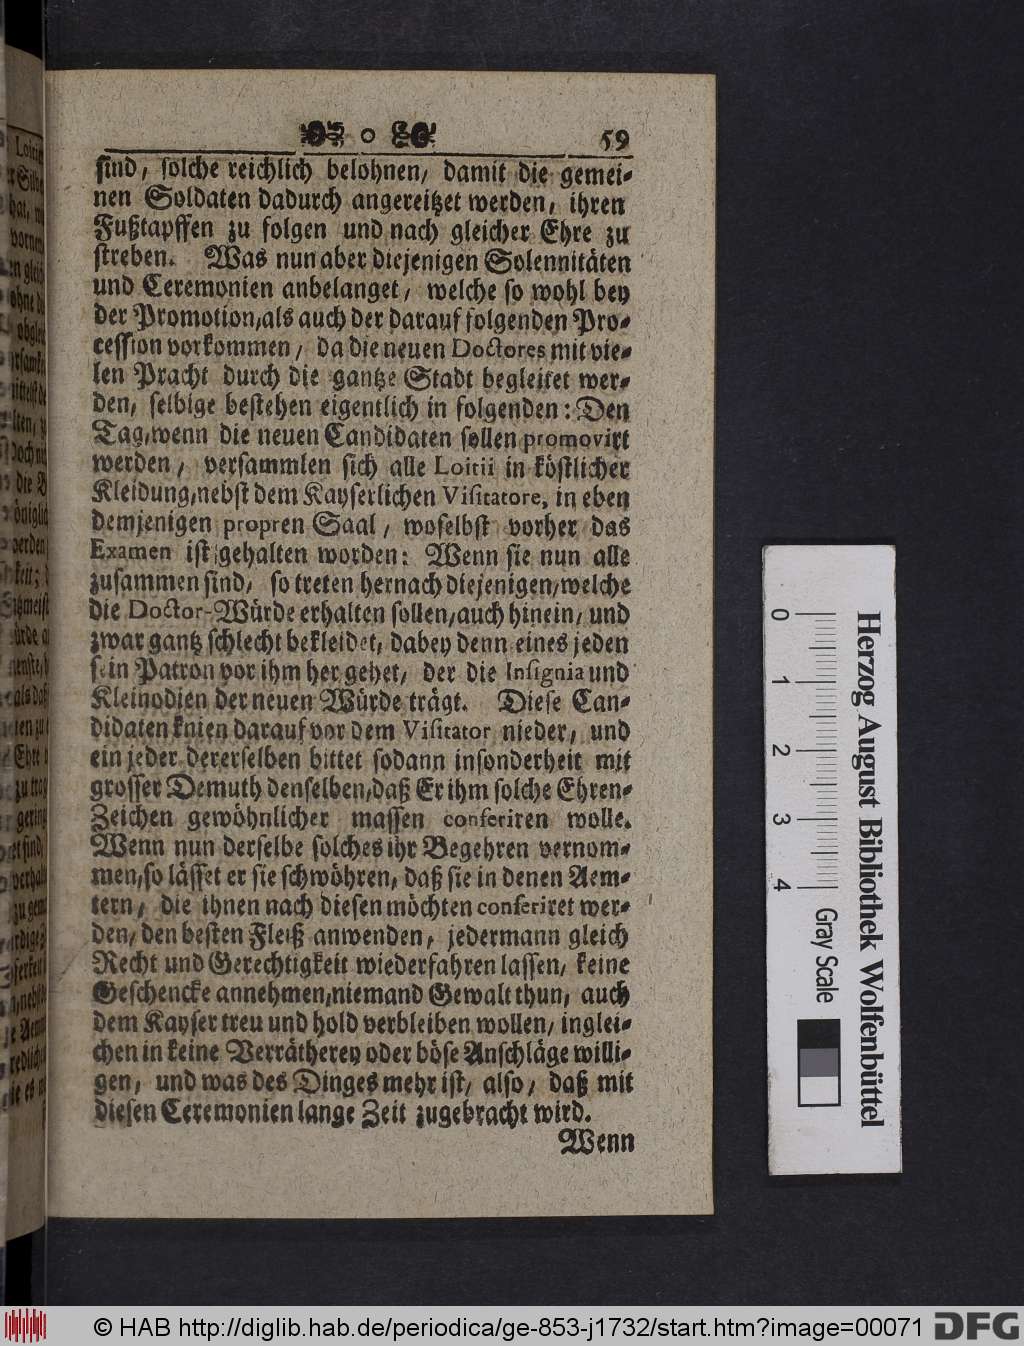 59
sind, solche reichlich belohnen, damit die gemei-
nen Soldaten dadurch angereitzet werden, ihren
Fußtapffen zu folgen und nach gleicher Ehre zu
streben. Was nun aber diejenigen Solennitäten
und Ceremonien anbelanget, welche so wohl bey
der Promotion, als auch der darauf folgenden Pro-
cession vorkommen, da die neuen Doctores mit vie-
len Pracht durch die gantze Stadt begleitet wer-
den, selbige bestehen eigentlich in folgenden: Den
Tag, wenn die neuen Candidaten sollen promovirt
werden, versammlen sich alle Loitii in köstlicher
Kleidung, nebst dem Kayserlichen Visitatore, in eben
demjenigen propren Saal, woselbst vorher das
Examen ist gehalten worden: Wenn sie nun alle
zusammen sind, so treten hernach diejenigen, welche
die Doctor-Würde erhalten sollen, auch hinein, und
zwar gantz schlecht bekleidet, dabey denn eines jeden
sein Patron vor ihm her gehet, der die Insignia und
Kleinodien der neuen Würde trägt. Diese Can-
didaten knien darauf vor dem Visitator nieder, und
ein jeder dererselben bittet sodann insonderheit mit
grosser Demuth denselben, daß Er ihm solche Ehren-
Zeichen gewöhnlicher massen conferiren wolle.
Wenn nun derselbe solches ihr Begehren vernom-
men, so lässet er sie schwöhren, daß sie in denen Aem-
tern, die ihnen nach diesen möchten conferiret wer-
den, den besten Fleiß anwenden, jedermann gleich
Recht und Gerechtigkeit wiederfahren lassen, keine
Geschencke annehmen, niemand Gewalt thun, auch
dem Kayser treu und hold verbleiben wollen, inglei-
chen in keine Verrätherey oder böse Anschläge willi-
gen, und was des Dinges mehr ist, also, daß mit
diesen Ceremonien lange Zeit zugebracht wird.
Wenn
Herzog August Bibliothek Wolfenbüttel
0 1 2 3 4
Gray Scale
© HAB http://diglib.hab.de/periodica/ge-853-j1732/start.htm?image=00071
DFG